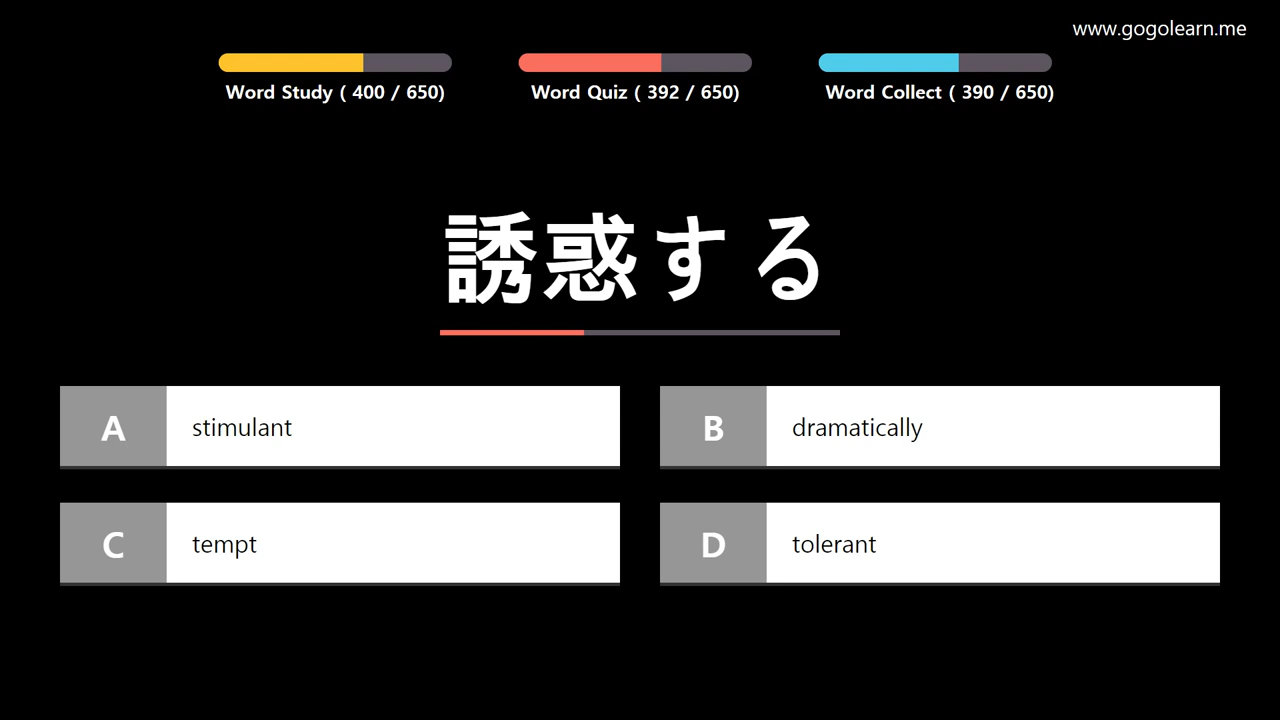 www.gogolearn.me
Word Study ( 400 / 650)
Word Quiz ( 392 / 650)
Word Collect ( 390 / 650)
誘惑する
A stimulant
B dramatically
C tempt
D tolerant